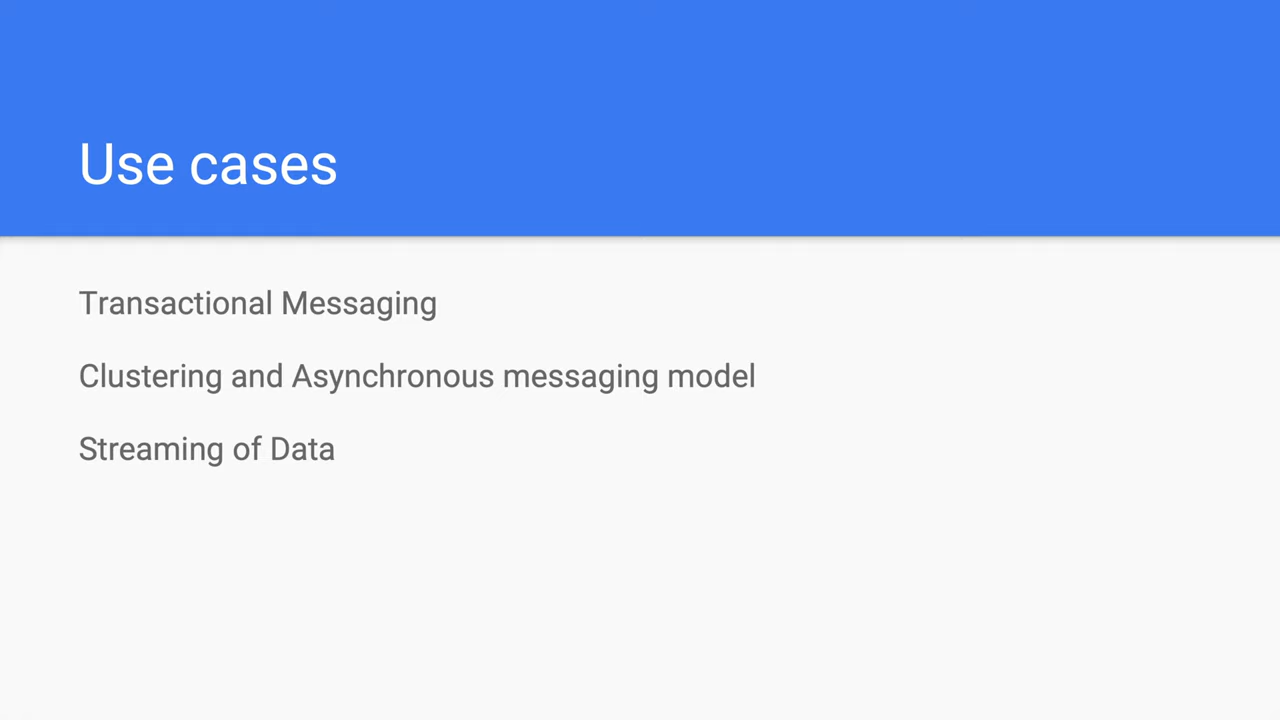 Use cases
Transactional Messaging
Clustering and Asynchronous messaging model
Streaming of Data